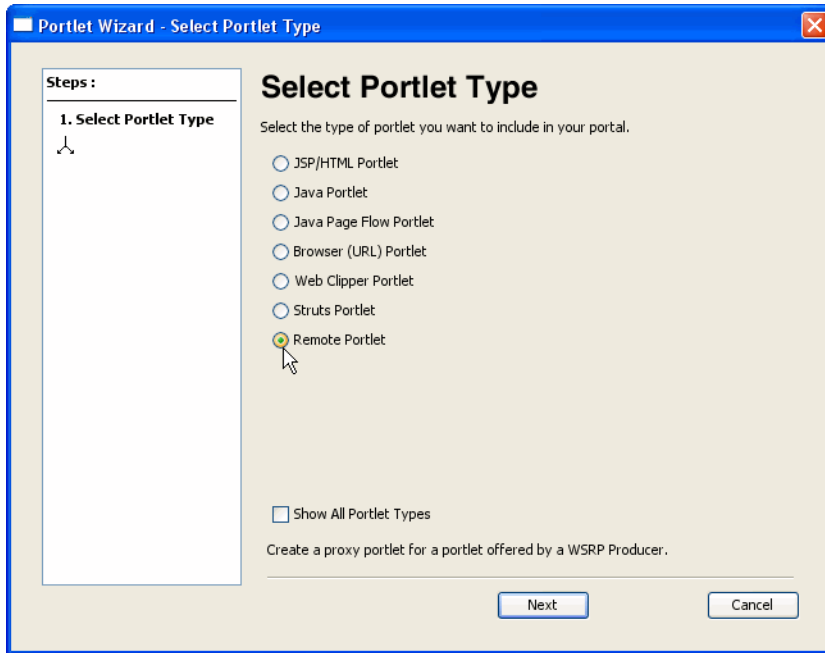 Portlet Wizard - Select Portlet Type
Steps :
1. Select Portlet Type
Select Portlet Type
Select the type of portlet you want to include in your portal.
JSP/HTML Portlet
Java Portlet
Java Page Flow Portlet
Browser (URL) Portlet
Web Clipper Portlet
Struts Portlet
Remote Portlet
Show All Portlet Types
Create a proxy portlet for a portlet offered by a WSRP Producer.
Next
Cancel